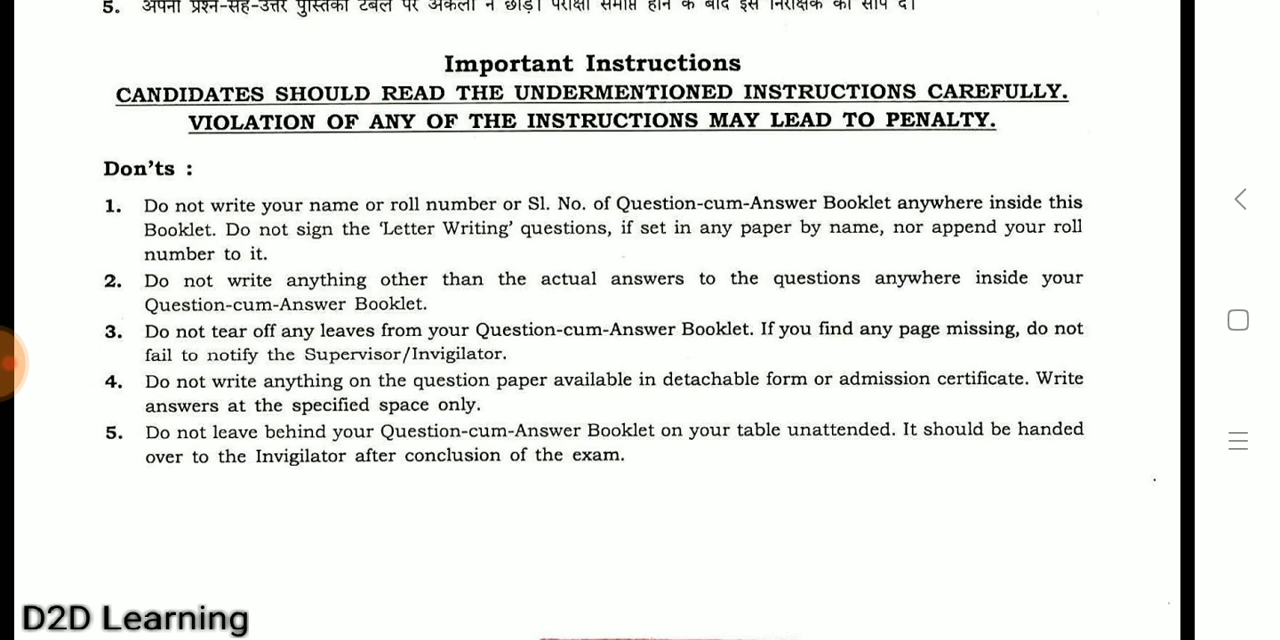 5. अपनी प्रश्न-सह-उत्तर पुस्तिका टेबल पर अकेली न छोड़ें। परीक्षा समाप्त होने के बाद इसे निरीक्षक को सौंप दें।
Important Instructions
CANDIDATES SHOULD READ THE UNDERMENTIONED INSTRUCTIONS CAREFULLY.
VIOLATION OF ANY OF THE INSTRUCTIONS MAY LEAD TO PENALTY.
Don'ts :
1. Do not write your name or roll number or Sl. No. of Question-cum-Answer Booklet anywhere inside this
Booklet. Do not sign the 'Letter Writing' questions, if set in any paper by name, nor append your roll
number to it.
2. Do not write anything other than the actual answers to the questions anywhere inside your
Question-cum-Answer Booklet.
3. Do not tear off any leaves from your Question-cum-Answer Booklet. If you find any page missing, do not
fail to notify the Supervisor/Invigilator.
4. Do not write anything on the question paper available in detachable form or admission certificate. Write
answers at the specified space only.
5. Do not leave behind your Question-cum-Answer Booklet on your table unattended. It should be handed
over to the Invigilator after conclusion of the exam.
D2D Learning